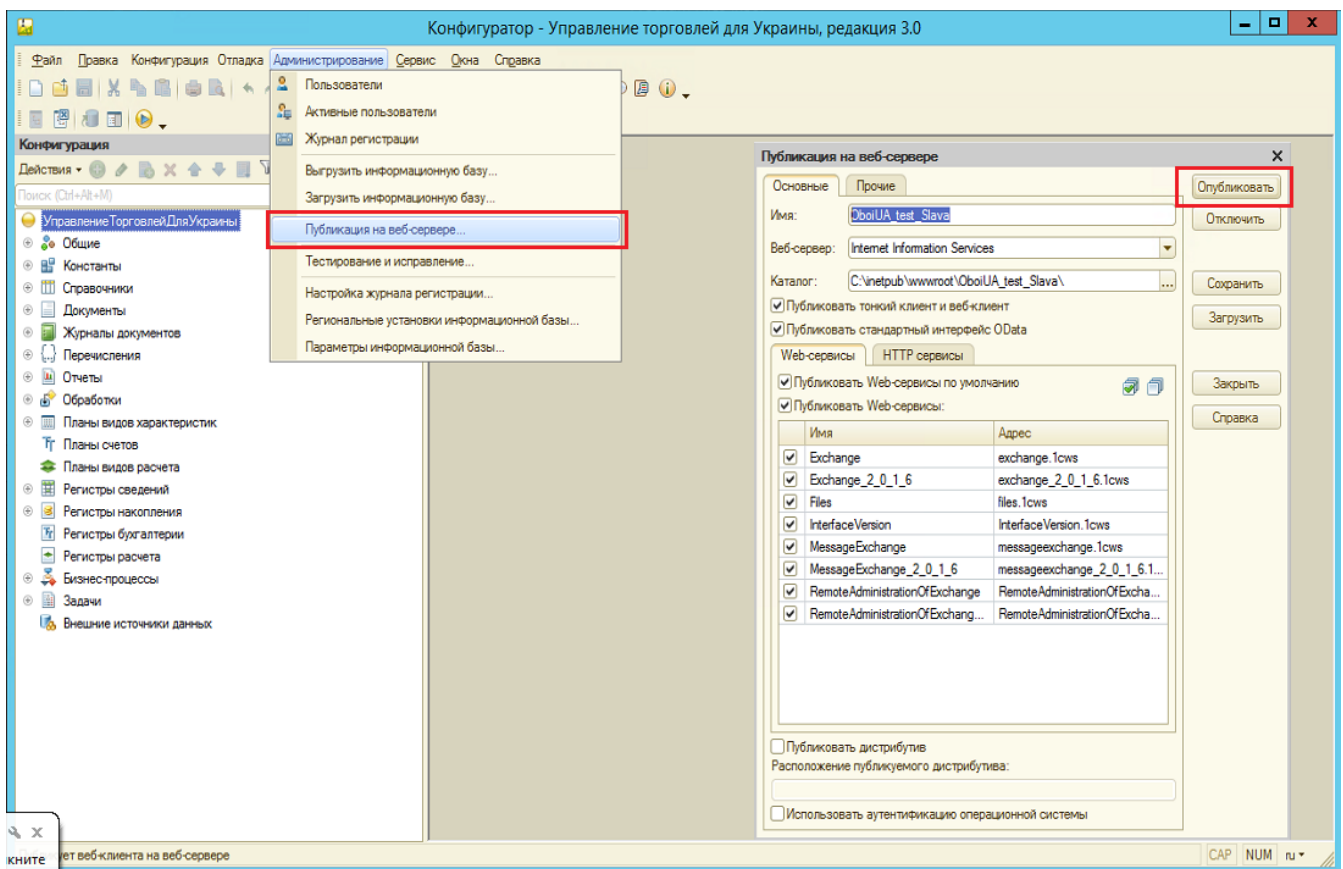 Конфигуратор - Управление торговлей для Украины, редакция 3.0
Файл Правка Конфигурация Отладка Администрирование Сервис Окна Справка
Пользователи
Активные пользователи
Журнал регистрации
Выгрузить информационную базу...
Загрузить информационную базу...
Публикация на веб-сервере...
Тестирование и исправление...
Настройка журнала регистрации...
Региональные установки информационной базы...
Параметры информационной базы...
Конфигурация
Действия
Поиск (Ctrl+Alt+M)
УправлениеТорговлейДляУкраины
Общие
Константы
Справочники
Документы
Журналы документов
Перечисления
Отчеты
Обработки
Планы видов характеристик
Планы счетов
Планы видов расчета
Регистры сведений
Регистры накопления
Регистры бухгалтерии
Регистры расчета
Бизнес-процессы
Задачи
Внешние источники данных
Публикация на веб-сервере
Основные Прочие
Опубликовать
Имя: OboiUA_test_Slava
Отключить
Веб-сервер: Internet Information Services
Каталог: C:\inetpub\wwwroot\OboiUA_test_Slava\ ...
Сохранить
Публиковать тонкий клиент и веб-клиент
Загрузить
Публиковать стандартный интерфейс OData
Web-сервисы HTTP сервисы
Публиковать Web-сервисы по умолчанию
Закрыть
Публиковать Web-сервисы:
Справка
Имя Адрес
Exchange exchange.1cws
Exchange_2_0_1_6 exchange_2_0_1_6.1cws
Files files.1cws
InterfaceVersion InterfaceVersion.1cws
MessageExchange messageexchange.1cws
MessageExchange_2_0_1_6 messageexchange_2_0_1_6.1...
RemoteAdministrationOfExchange RemoteAdministrationOfExcha...
RemoteAdministrationOfExchang... RemoteAdministrationOfExcha...
Публиковать дистрибутив
Расположение публикуемого дистрибутива:
Использовать аутентификацию операционной системы
кните
ует веб-клиента на веб-сервере
CAP NUM ru